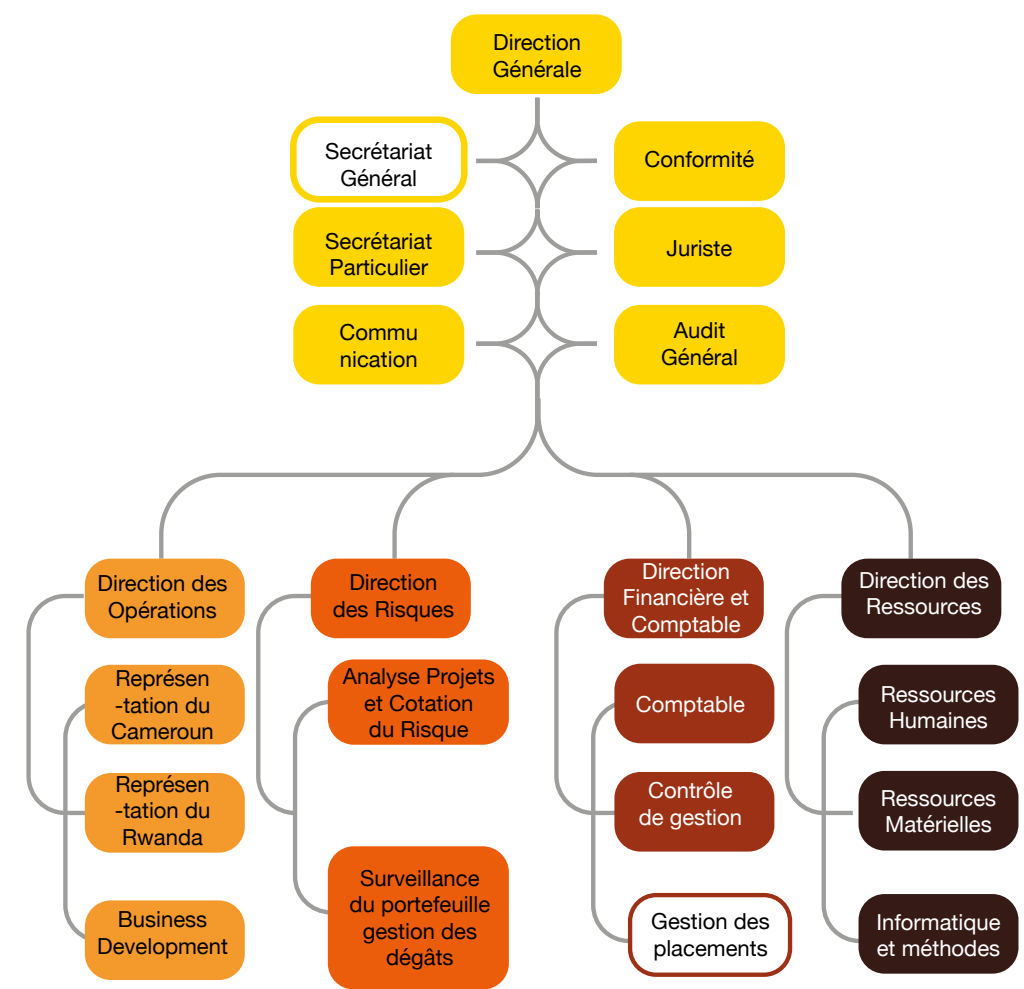 Direction
Générale
Secrétariat
Général
Conformité
Secrétariat
Particulier
Juriste
Commu
nication
Audit
Général
Direction des
Opérations
Direction
des Risques
Direction
Financière et
Comptable
Direction des
Ressources
Représen
-tation du
Cameroun
Analyse Projets
et Cotation
du Risque
Comptable
Ressources
Humaines
Représen
-tation du
Rwanda
Contrôle
de gestion
Ressources
Matérielles
Business
Development
Surveillance
du portefeuille
gestion des
dégâts
Gestion des
placements
Informatique
et méthodes